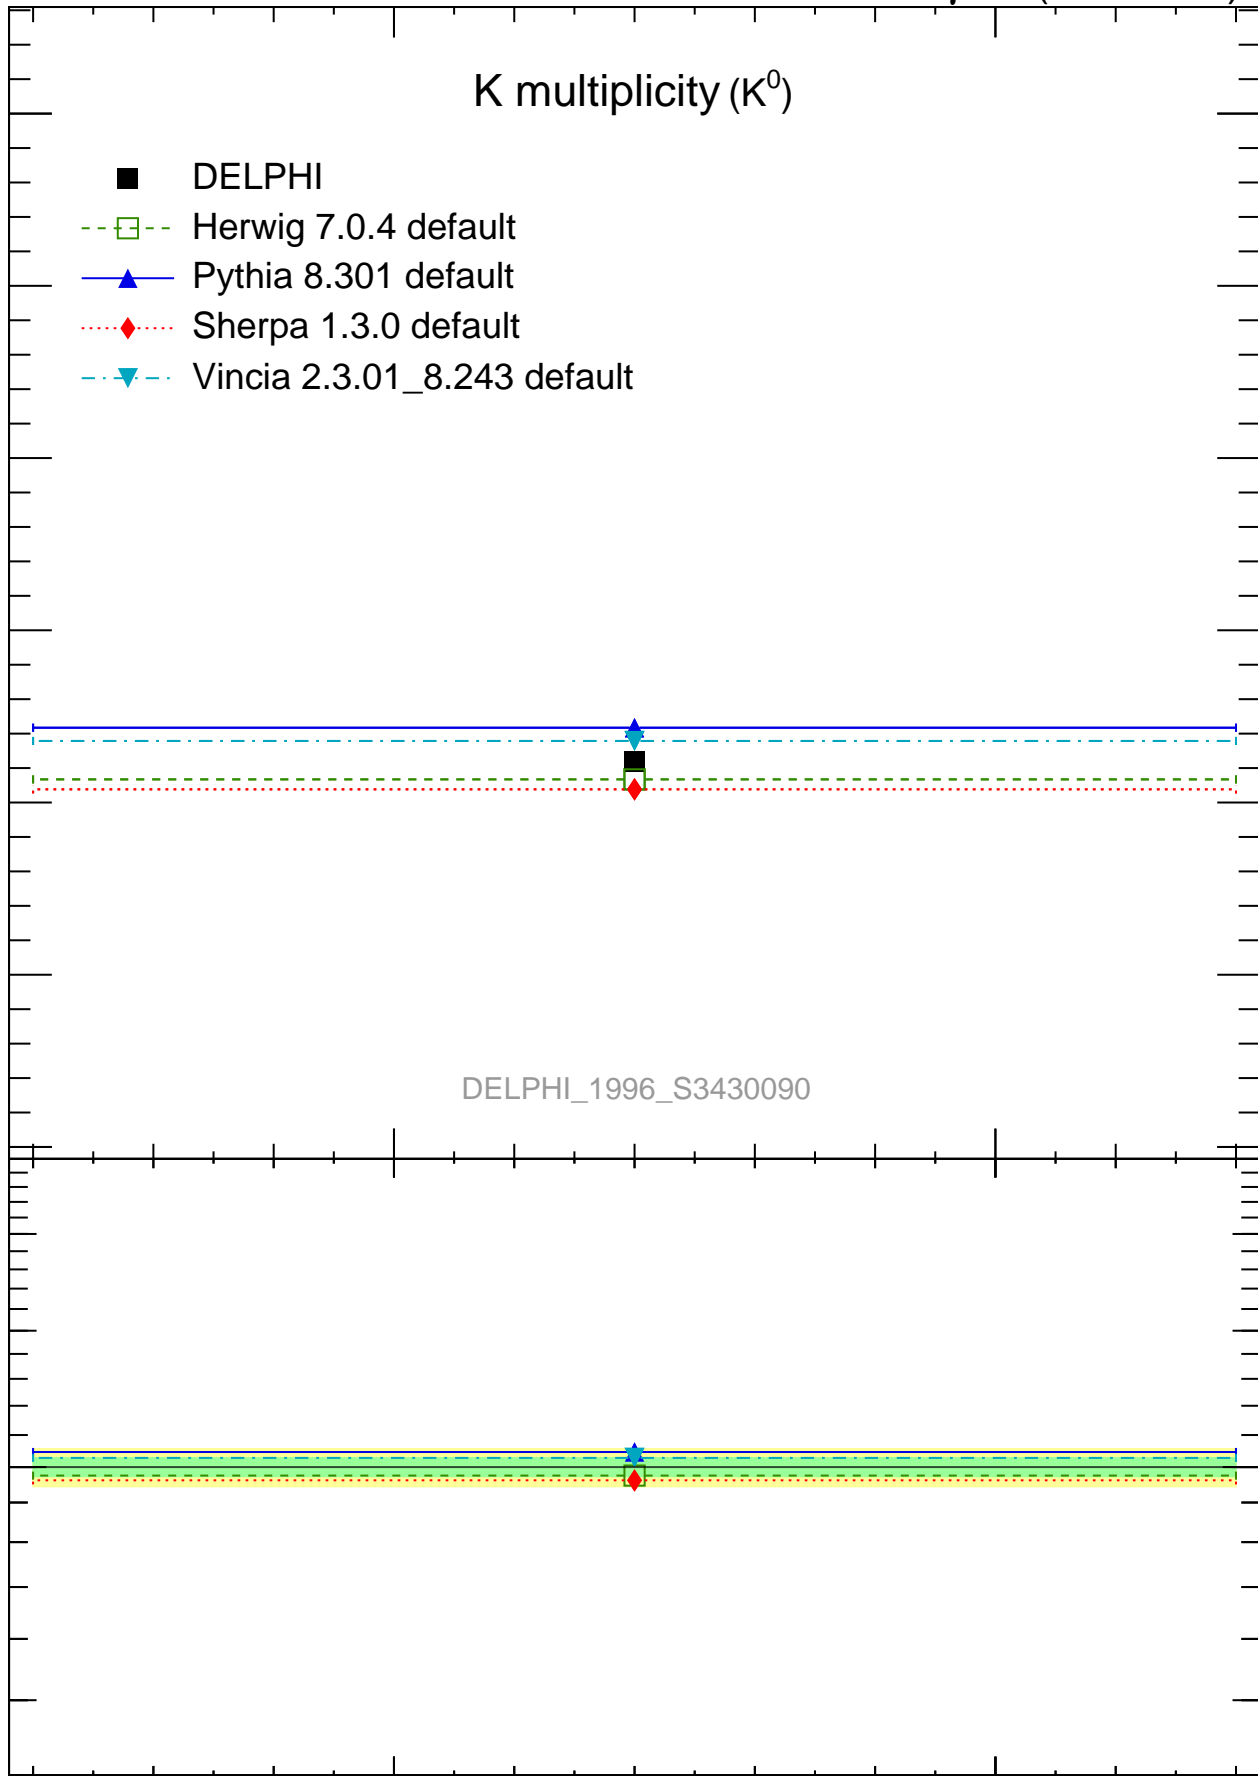 K multiplicity (K⁰)
DELPHI
Herwig 7.0.4 default
Pythia 8.301 default
Sherpa 1.3.0 default
Vincia 2.3.01_8.243 default
DELPHI_1996_S3430090